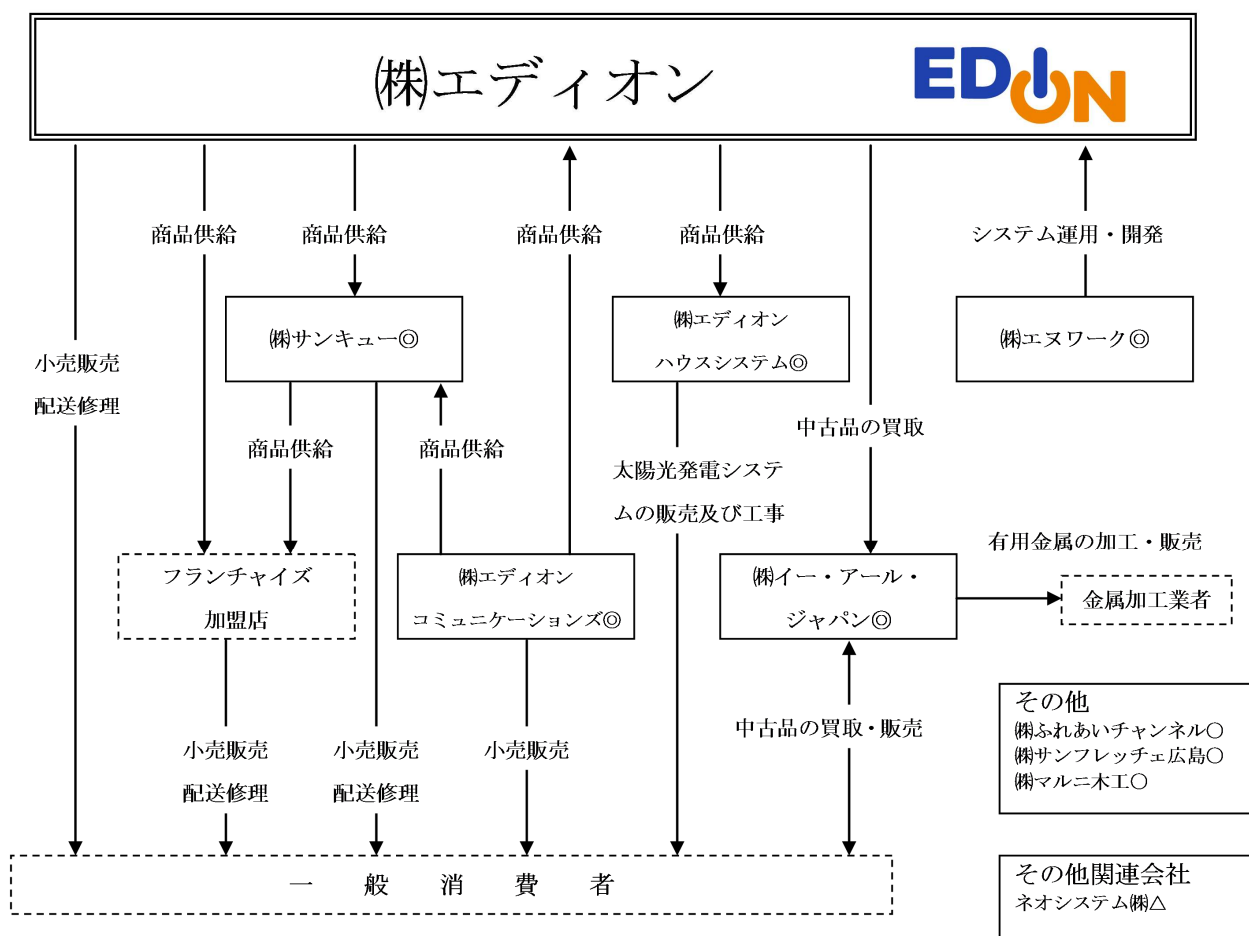 ㈱エディオン
EDION
商品供給
商品供給
商品供給
商品供給
システム運用・開発
㈱サンキュー◎
㈱エディオン
ハウスシステム◎
㈱エヌワーク◎
小売販売
配送修理
商品供給
商品供給
太陽光発電システ
ムの販売及び工事
中古品の買取
フランチャイズ
加盟店
㈱エディオン
コミュニケーションズ◎
㈱イー・アール・
ジャパン◎
有用金属の加工・販売
金属加工業者
小売販売
配送修理
小売販売
配送修理
小売販売
中古品の買取・販売
その他
㈱ふれあいチャンネル○
㈱サンフレッチェ広島○
㈱マルニ木工○
一般消費者
その他関連会社
ネオシステム㈱△